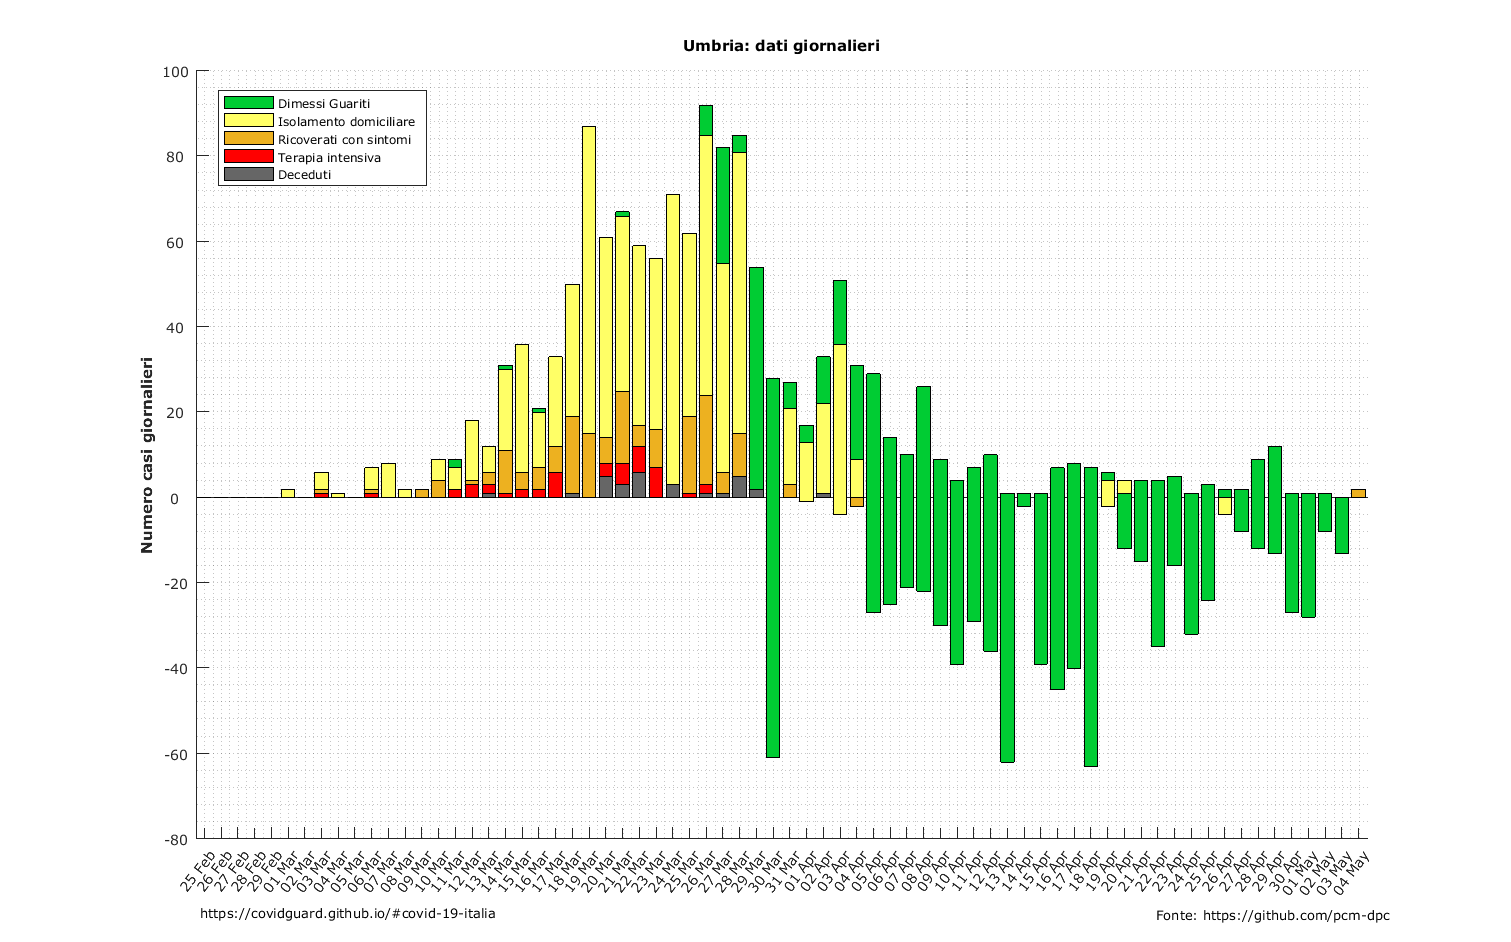 Umbria: dati giornalieri
Dimessi Guariti
Isolamento domiciliare
Ricoverati con sintomi
Terapia intensiva
Deceduti
Numero casi giornalieri
100
80
60
40
20
0
-20
-40
-60
-80
25 Feb
26 Feb
27 Feb
28 Feb
29 Feb
01 Mar
02 Mar
03 Mar
04 Mar
05 Mar
06 Mar
07 Mar
08 Mar
09 Mar
10 Mar
11 Mar
12 Mar
13 Mar
14 Mar
15 Mar
16 Mar
17 Mar
18 Mar
19 Mar
20 Mar
21 Mar
22 Mar
23 Mar
24 Mar
25 Mar
26 Mar
27 Mar
28 Mar
29 Mar
30 Mar
31 Mar
01 Apr
02 Apr
03 Apr
04 Apr
05 Apr
06 Apr
07 Apr
08 Apr
09 Apr
10 Apr
11 Apr
12 Apr
13 Apr
14 Apr
15 Apr
16 Apr
17 Apr
18 Apr
19 Apr
20 Apr
21 Apr
22 Apr
23 Apr
24 Apr
25 Apr
26 Apr
27 Apr
28 Apr
29 Apr
30 Apr
01 May
02 May
03 May
04 May
https://covidguard.github.io/#covid-19-italia
Fonte: https://github.com/pcm-dpc